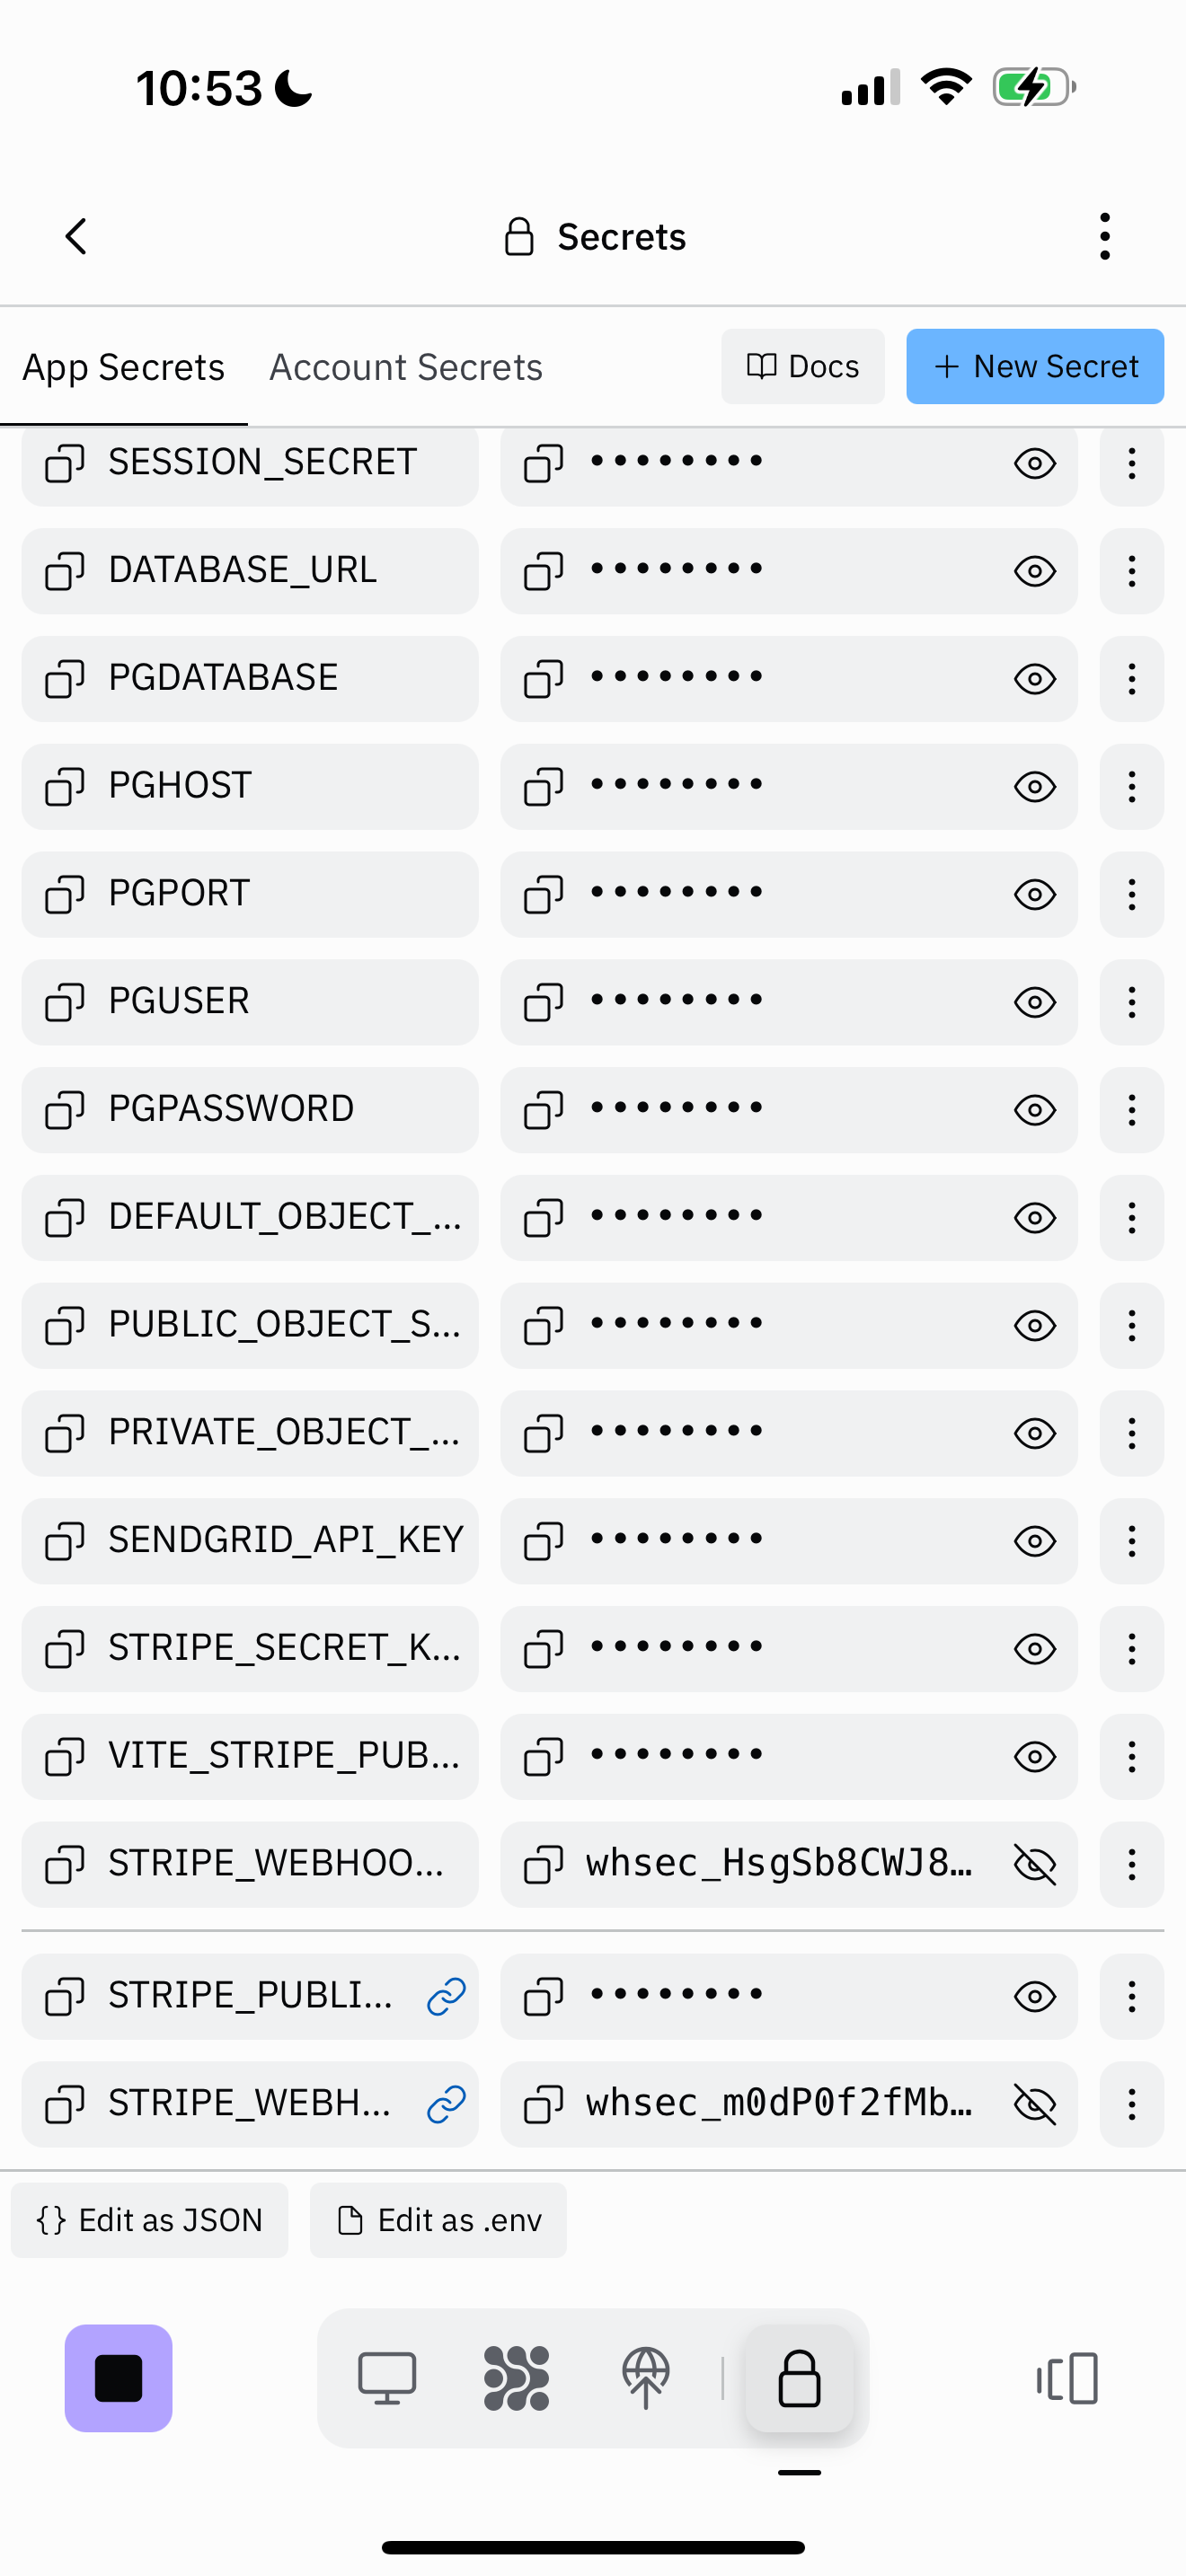 10:53
Secrets
App Secrets Account Secrets Docs + New Secret
SESSION_SECRET ••••••••
DATABASE_URL ••••••••
PGDATABASE ••••••••
PGHOST ••••••••
PGPORT ••••••••
PGUSER ••••••••
PGPASSWORD ••••••••
DEFAULT_OBJECT_... ••••••••
PUBLIC_OBJECT_S... ••••••••
PRIVATE_OBJECT_... ••••••••
SENDGRID_API_KEY ••••••••
STRIPE_SECRET_K... ••••••••
VITE_STRIPE_PUB... ••••••••
STRIPE_WEBHOO... whsec_HsgSb8CWJ8...
STRIPE_PUBLI... ••••••••
STRIPE_WEBH... whsec_m0dP0f2fMb...
{} Edit as JSON Edit as .env